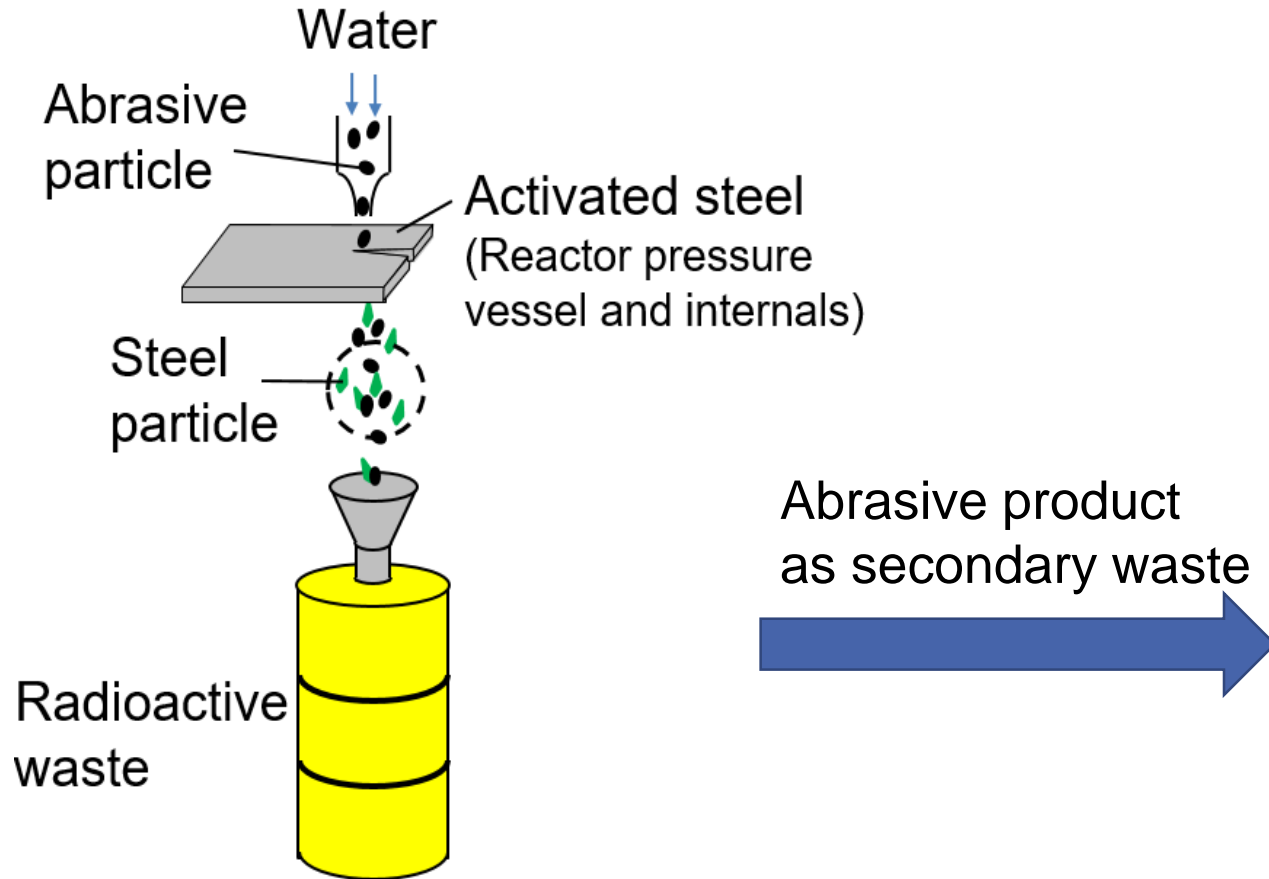 Water
Abrasive
particle
Activated steel
(Reactor pressure
vessel and internals)
Steel
particle
Abrasive product
as secondary waste
Radioactive
waste